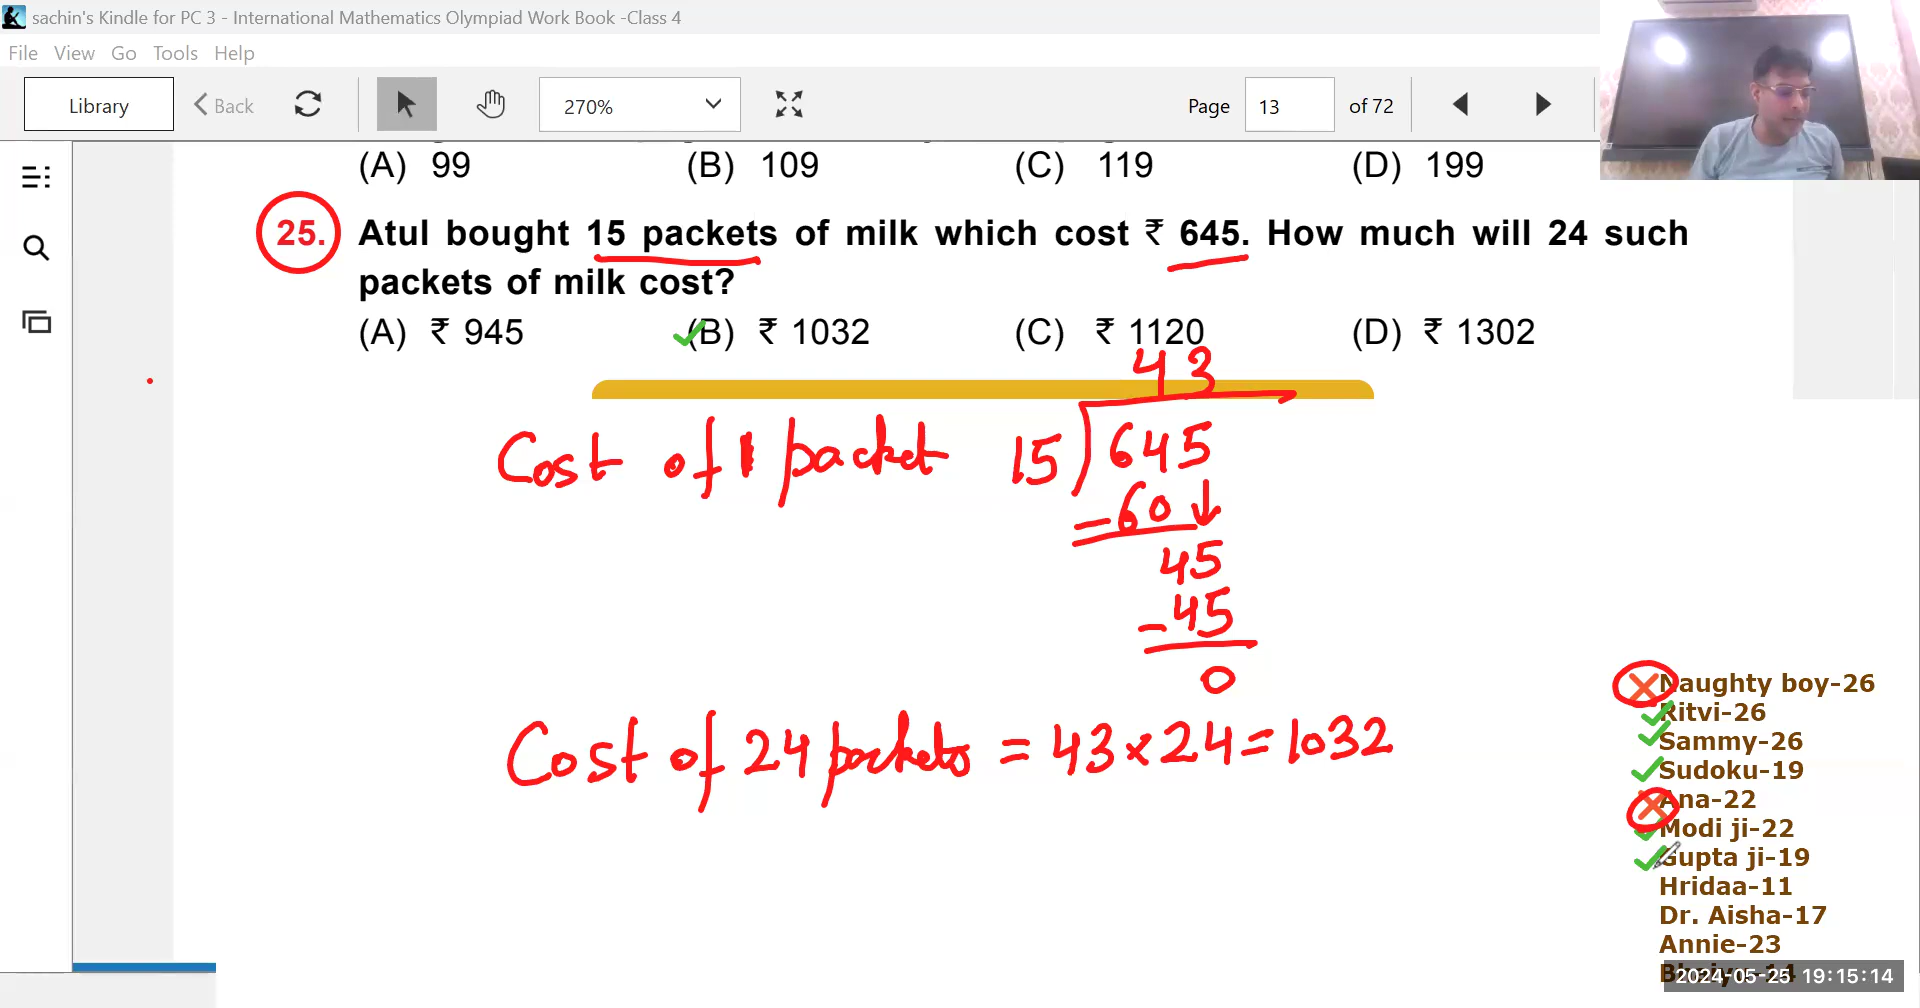 sachin's Kindle for PC 3 - International Mathematics Olympiad Work Book -Class 4
File View Go Tools Help
Library Back 270% Page 13 of 72
(A) 99 (B) 109 (C) 119 (D) 199
25. Atul bought 15 packets of milk which cost ₹ 645. How much will 24 such
packets of milk cost?
(A) ₹ 945 (B) ₹ 1032 (C) ₹ 1120 (D) ₹ 1302
43
Cost of 1 packet 15 645
-60
45
-45
0
Cost of 24 packets = 43×24=1032
Naughty boy-26
Ritvi-26
Sammy-26
Sudoku-19
Ana-22
Modi ji-22
Gupta ji-19
Hridaa-11
Dr. Aisha-17
Annie-23
2024-05-25 19:15:14